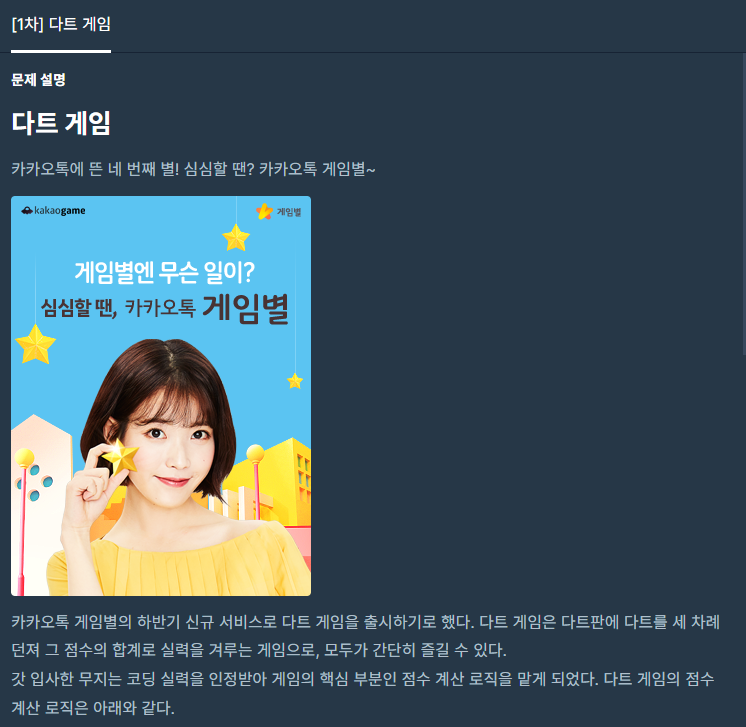 [1차] 다트 게임
문제 설명
다트 게임
카카오톡에 뜬 네 번째 별! 심심할 땐? 카카오톡 게임별~
kakaogame
게임별
게임별엔 무슨 일이?
심심할 땐, 카카오톡 게임별
카카오톡 게임별의 하반기 신규 서비스로 다트 게임을 출시하기로 했다. 다트 게임은 다트판에 다트를 세 차례
던져 그 점수의 합계로 실력을 겨루는 게임으로, 모두가 간단히 즐길 수 있다.
갓 입사한 무지는 코딩 실력을 인정받아 게임의 핵심 부분인 점수 계산 로직을 맡게 되었다. 다트 게임의 점수
계산 로직은 아래와 같다.